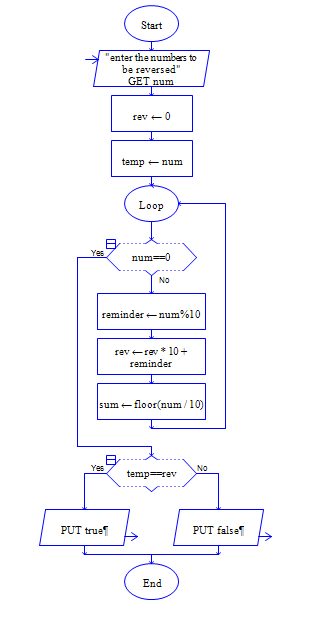 Start
"enter the numbers to
be reversed"
GET num
rev ← 0
temp ← num
Loop
Yes
num==0
No
reminder ← num%10
rev ← rev * 10 +
reminder
sum ← floor(num / 10)
Yes
temp==rev
No
PUT true¶
PUT false¶
End